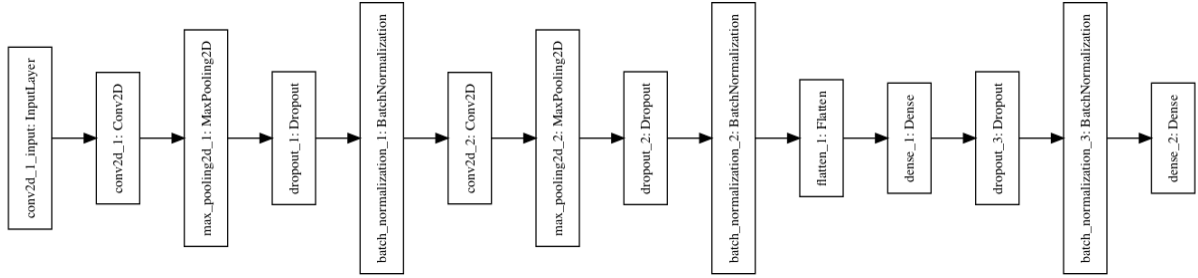 conv2d_1_input: InputLayer
conv2d_1: Conv2D
max_pooling2d_1: MaxPooling2D
dropout_1: Dropout
batch_normalization_1: BatchNormalization
conv2d_2: Conv2D
max_pooling2d_2: MaxPooling2D
dropout_2: Dropout
batch_normalization_2: BatchNormalization
flatten_1: Flatten
dense_1: Dense
dropout_3: Dropout
batch_normalization_3: BatchNormalization
dense_2: Dense